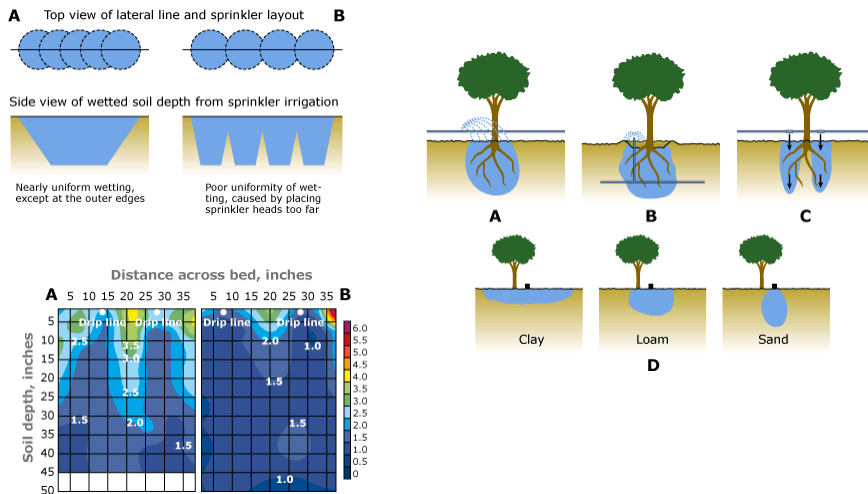 A
Top view of lateral line and sprinkler layout
B
Side view of wetted soil depth from sprinkler irrigation
Nearly uniform wetting,
except at the outer edges
Poor uniformity of wet-
ting, caused by placing
sprinkler heads too far
A
B
C
Clay
Loam
Sand
D
Distance across bed, inches
A
B
5 10 15 20 25 30 35
5 10 15 20 25 30 35
Soil depth, inches
5
10
15
20
25
30
35
40
45
50
Drip line
Drip line
2.5
3.5
3.0
2.5
2.0
1.5
1.5
Drip line
Drip line
2.0
1.0
1.5
1.5
1.0
6.0
5.5
5.0
4.5
4.0
3.5
3.0
2.5
2.0
1.5
1.0
0.5
0